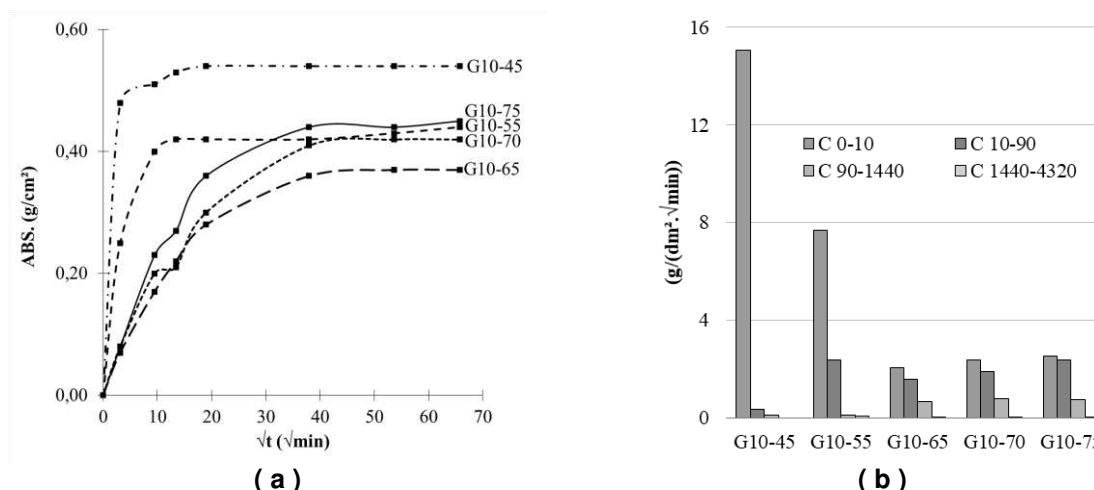 0,60
0,40
0,20
0,00
ABS. (g/cm²)
0 10 20 30 40 50 60 70
√t (√min)
G10-45
G10-75
G10-55
G10-70
G10-65
( a )
16
12
8
4
0
(g/(dm².√min))
C 0-10 C 10-90
C 90-1440 C 1440-4320
G10-45 G10-55 G10-65 G10-70 G10-75
( b )